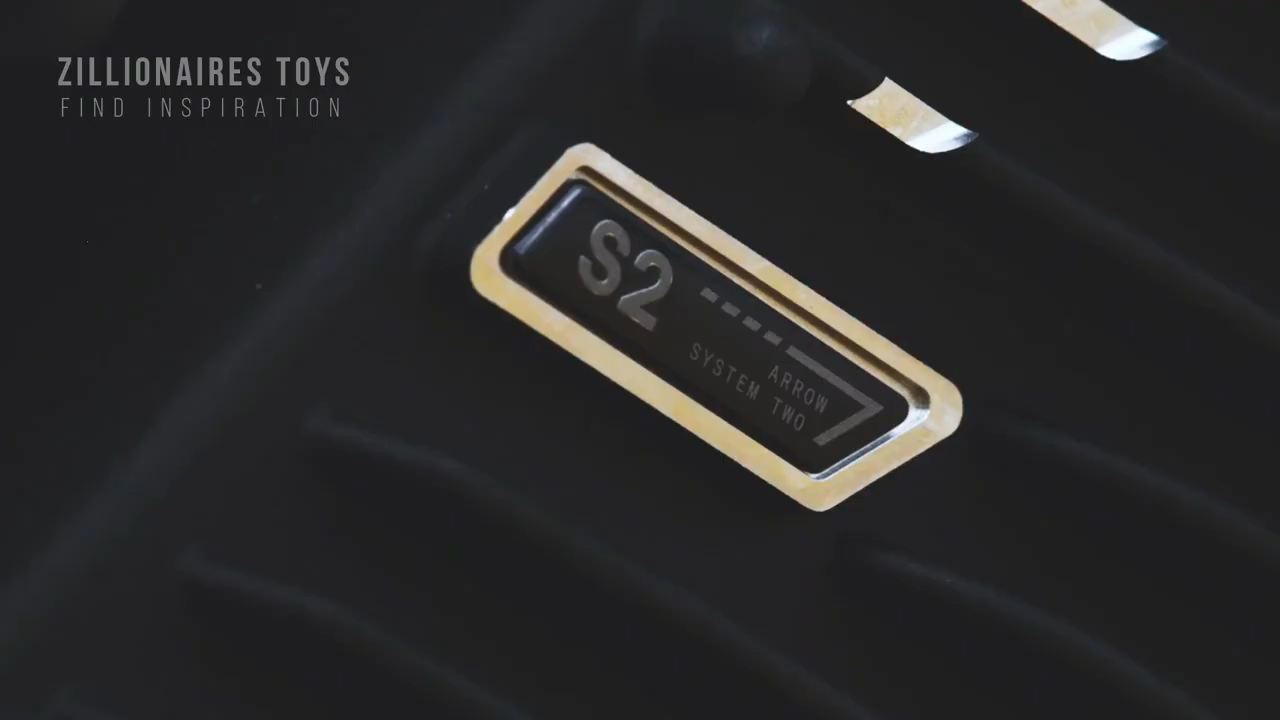 ZILLIONAIRES TOYS
FIND INSPIRATION
S2
ARROW
SYSTEM TWO